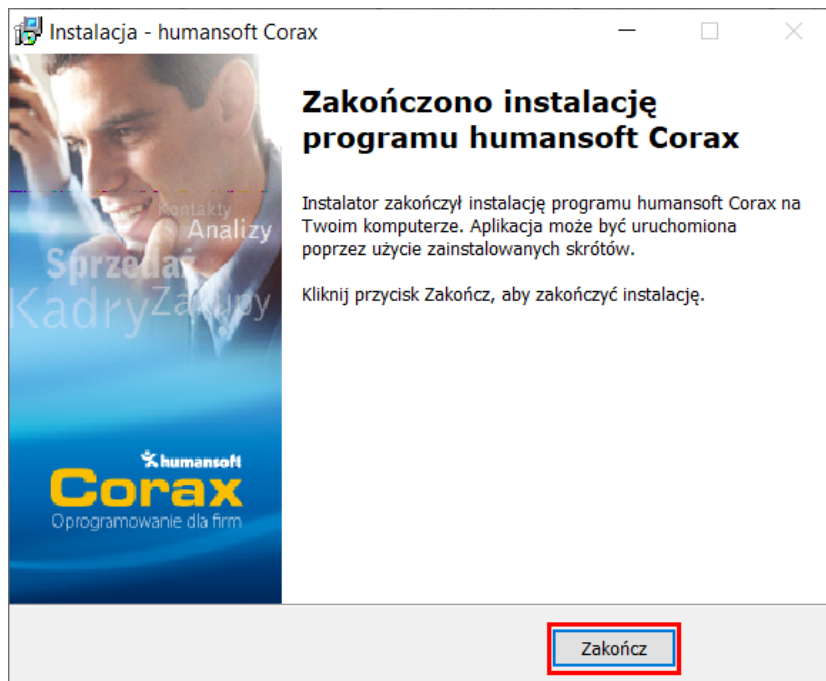 Instalacja - humansoft Corax
Zakończono instalację
programu humansoft Corax
Instalator zakończył instalację programu humansoft Corax na
Twoim komputerze. Aplikacja może być uruchomiona
poprzez użycie zainstalowanych skrótów.
Kliknij przycisk Zakończ, aby zakończyć instalację.
Kontakty
Analizy
Sprzedaż
Kadry Zakupy
humansoft
Corax
Oprogramowanie dla firm
Zakończ